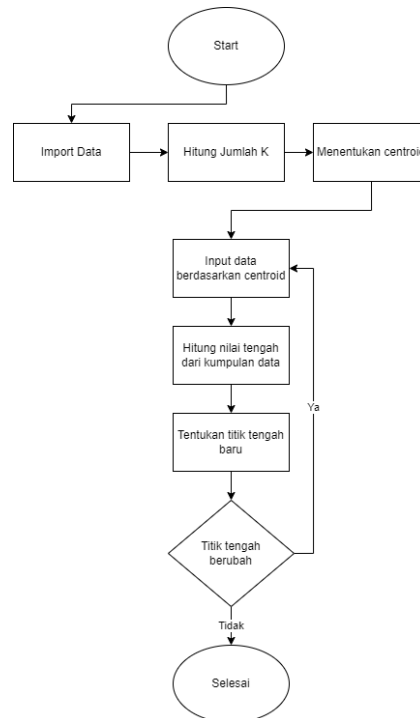 Start
Import Data
Hitung Jumlah K
Menentukan centroid
Input data
berdasarkan centroid
Hitung nilai tengah
dari kumpulan data
Ya
Tentukan titik tengah
baru
Titik tengah
berubah
Tidak
Selesai